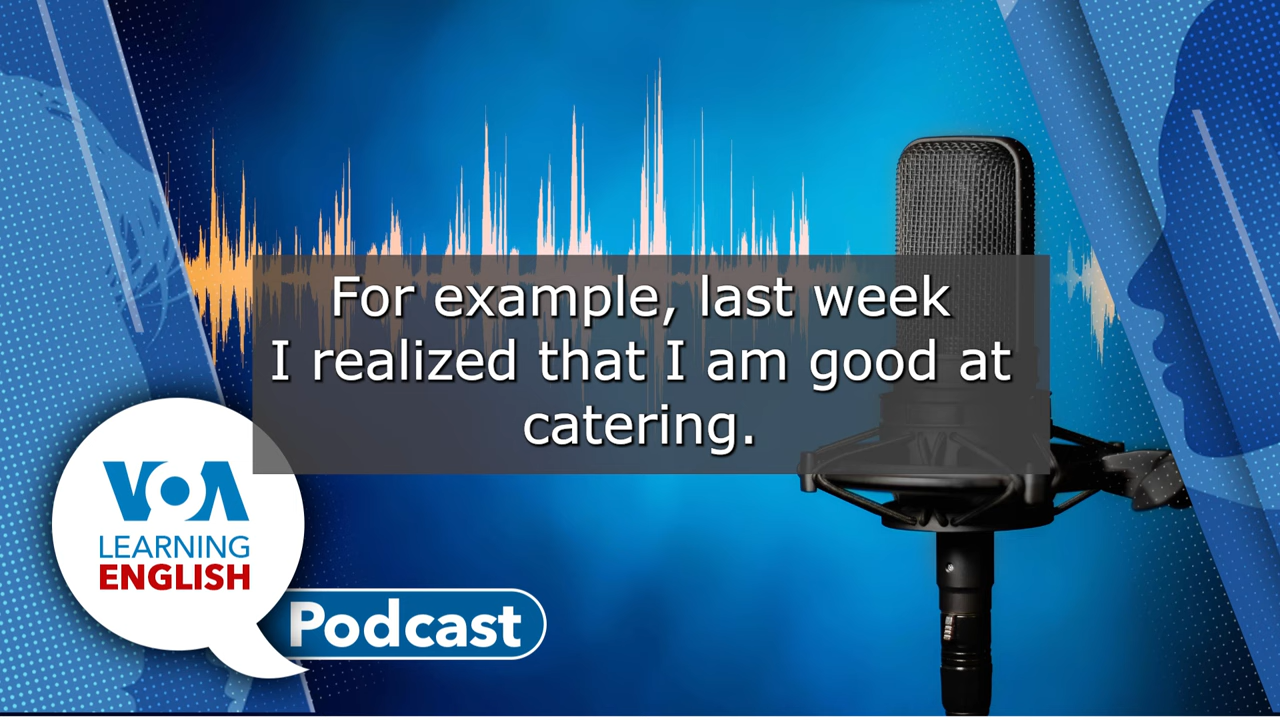 For example, last week
I realized that I am good at
catering.
VOA
LEARNING
ENGLISH
Podcast